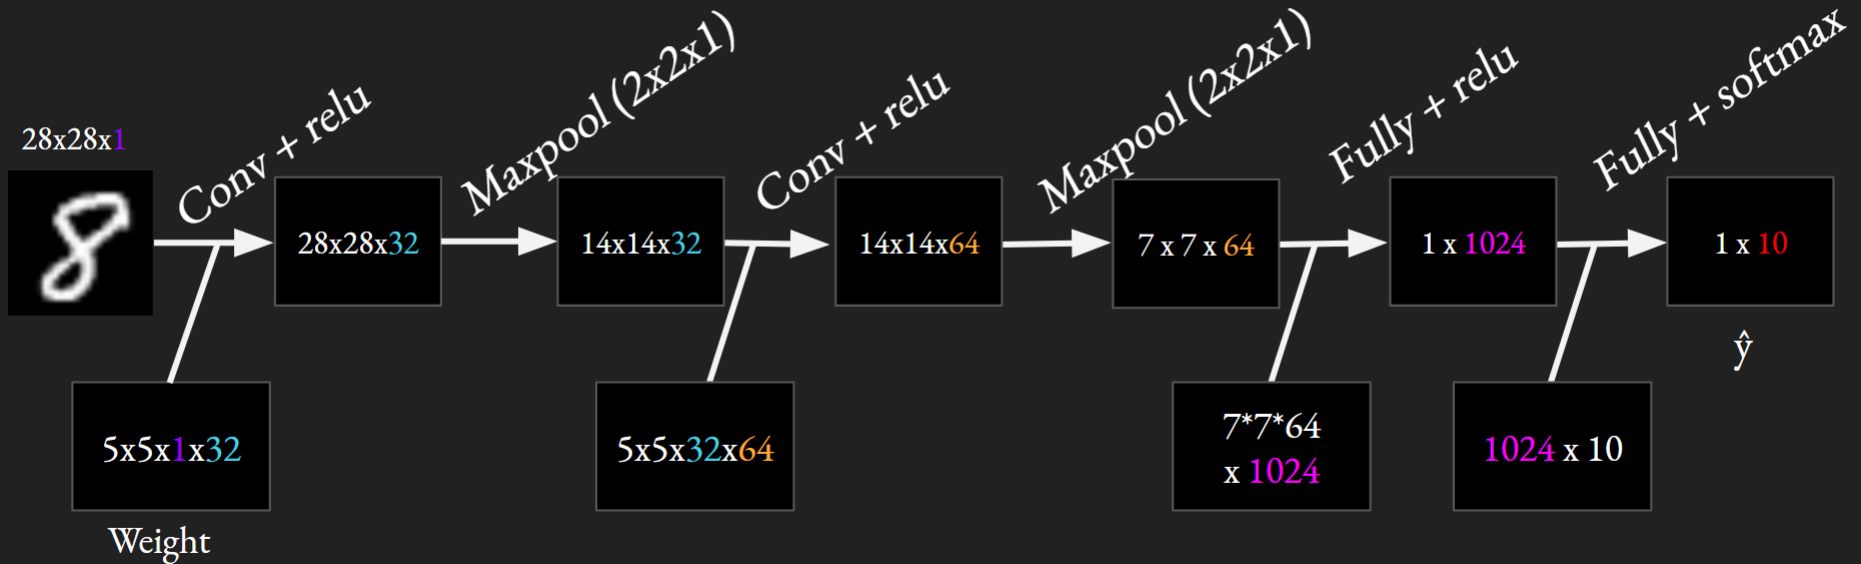 28x28x1
Conv + relu
Maxpool (2x2x1)
Conv + relu
Maxpool (2x2x1)
Fully + relu
Fully + softmax
8
28x28x32
14x14x32
14x14x64
7 x 7 x 64
1 x 1024
1 x 10
ŷ
5x5x1x32
5x5x32x64
7*7*64
x 1024
1024 x 10
Weight